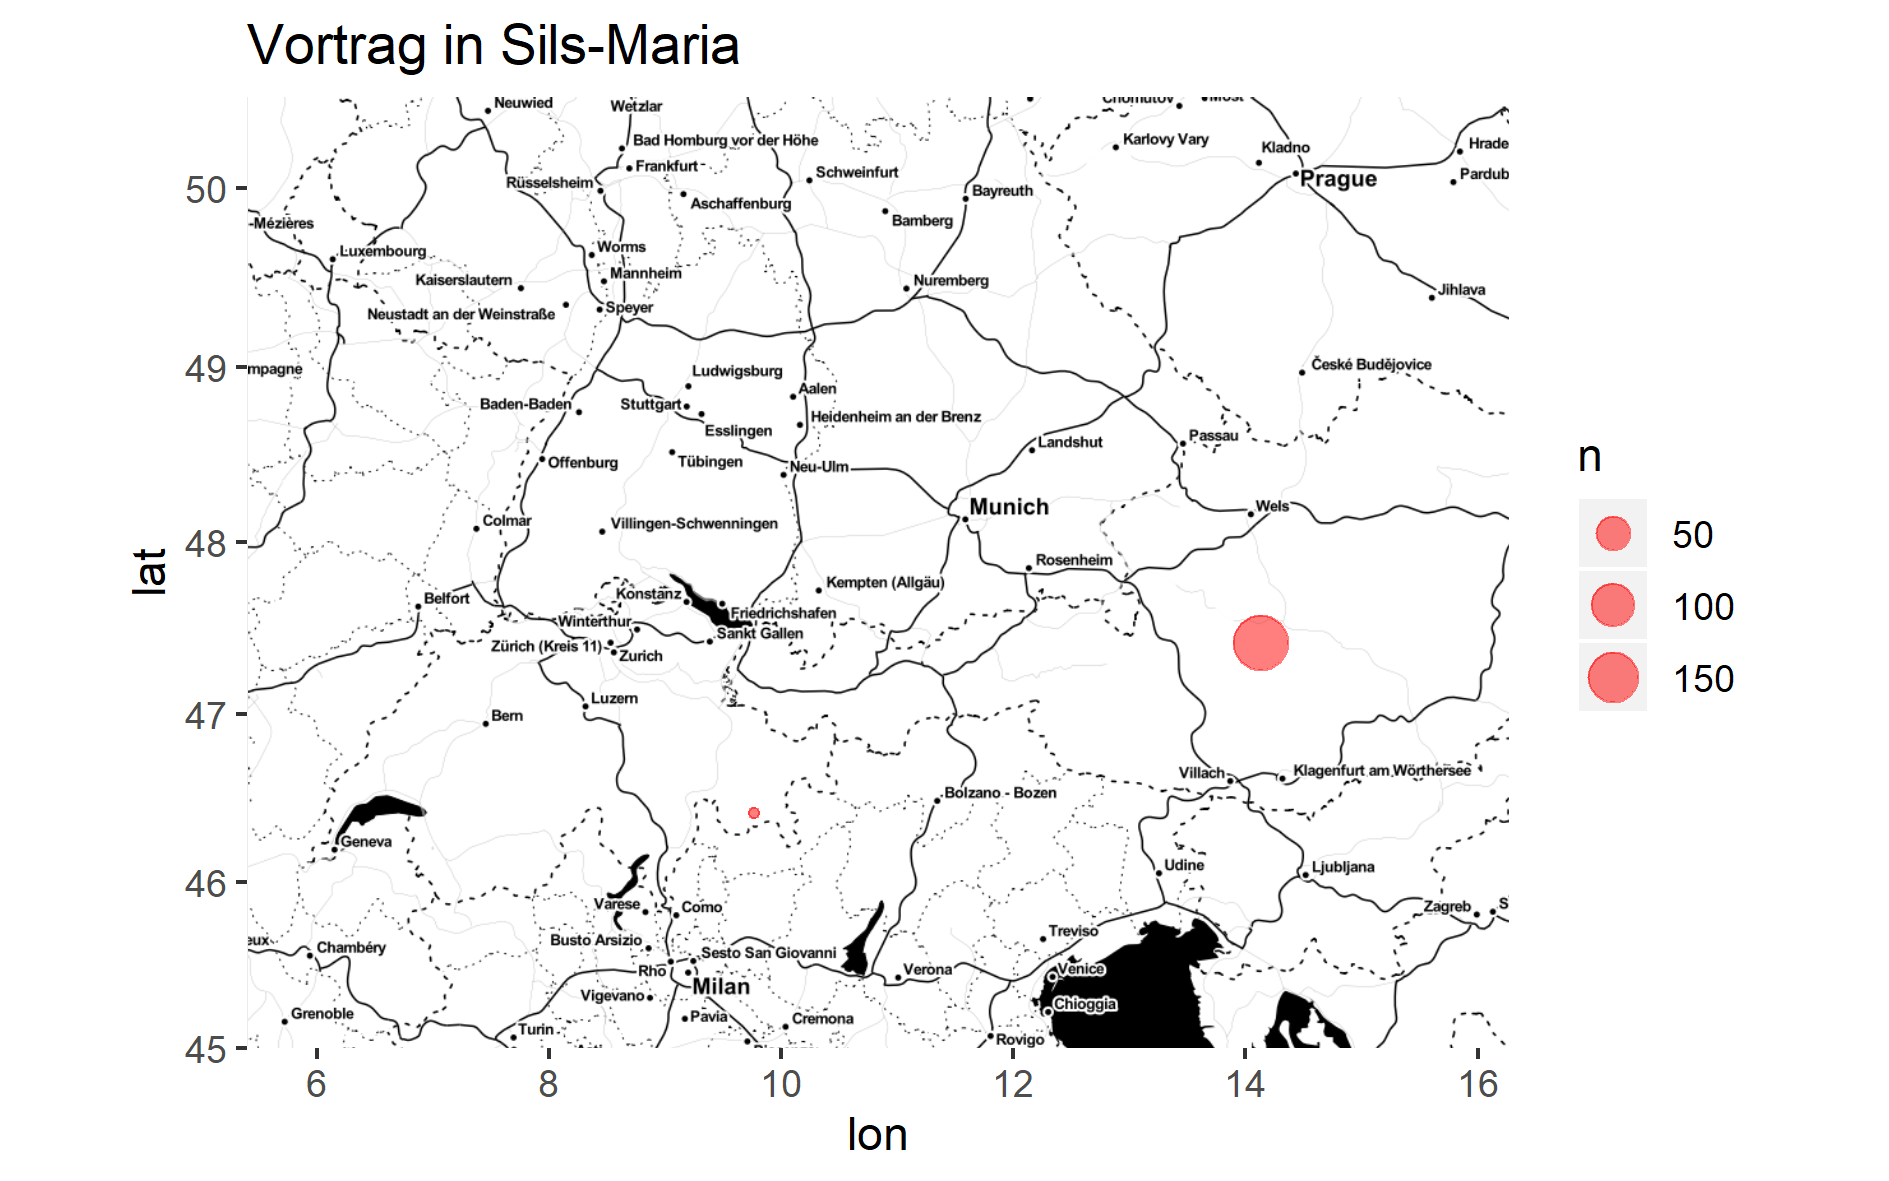 Vortrag in Sils-Maria
Neuwied
Wetzlar
Chomutov
Most
Bad Homburg vor der Höhe
Karlovy Vary
Kladno
Hrade
Frankfurt
Schweinfurt
Prague
Pardub
Rüsselsheim
Aschaffenburg
Bayreuth
50
-Mézières
Bamberg
Luxembourg
Worms
Mannheim
Kaiserslautern
Nuremberg
Jihlava
Neustadt an der Weinstraße
Speyer
49
mpagne
Ludwigsburg
České Budějovice
Baden-Baden
Stuttgart
Aalen
Esslingen
Heidenheim an der Brenz
Landshut
Passau
Offenburg
Tübingen
Neu-Ulm
n
Colmar
Villingen-Schwenningen
Munich
Wels
50
48
Rosenheim
lat
Belfort
Konstanz
Kempten (Allgäu)
Friedrichshafen
100
Winterthur
Sankt Gallen
Zürich (Kreis 11)
Zurich
150
47
Bern
Luzern
Villach
Klagenfurt am Wörthersee
Bolzano - Bozen
Geneva
46
Udine
Ljubljana
Varese
Como
Zagreb
S
eux
Chambéry
Busto Arsizio
Sesto San Giovanni
Treviso
Rho
Milan
Verona
Venice
Vigevano
Chioggia
Grenoble
Turin
Pavia
Cremona
Rovigo
45
6
8
10
12
14
16
lon